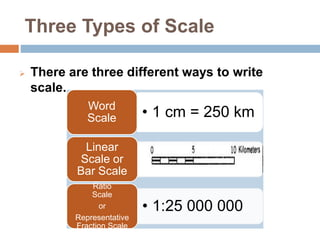 Three Types of Scale
There are three different ways to write
scale.
Word
Scale
• 1 cm = 250 km
Linear
Scale or
Bar Scale
0 5 10 Kilometers
Ratio
Scale
or
Representative
Fraction Scale
• 1:25 000 000